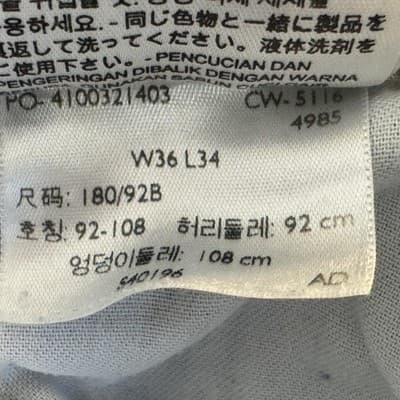 용하세요. - 同じ色物と一緒に製品を
裏返して洗ってください。液体洗剤を
用下さい。- PENCUCIAN DAN
PENGERINGAN DIBALIK DENGAN WARNA
PO- 4100321403
CW-5116
4985
W36 L34
尺码: 180/92B
호칭: 92-108 허리둘레: 92 cm
엉덩이둘레: 108 cm
540196
AD